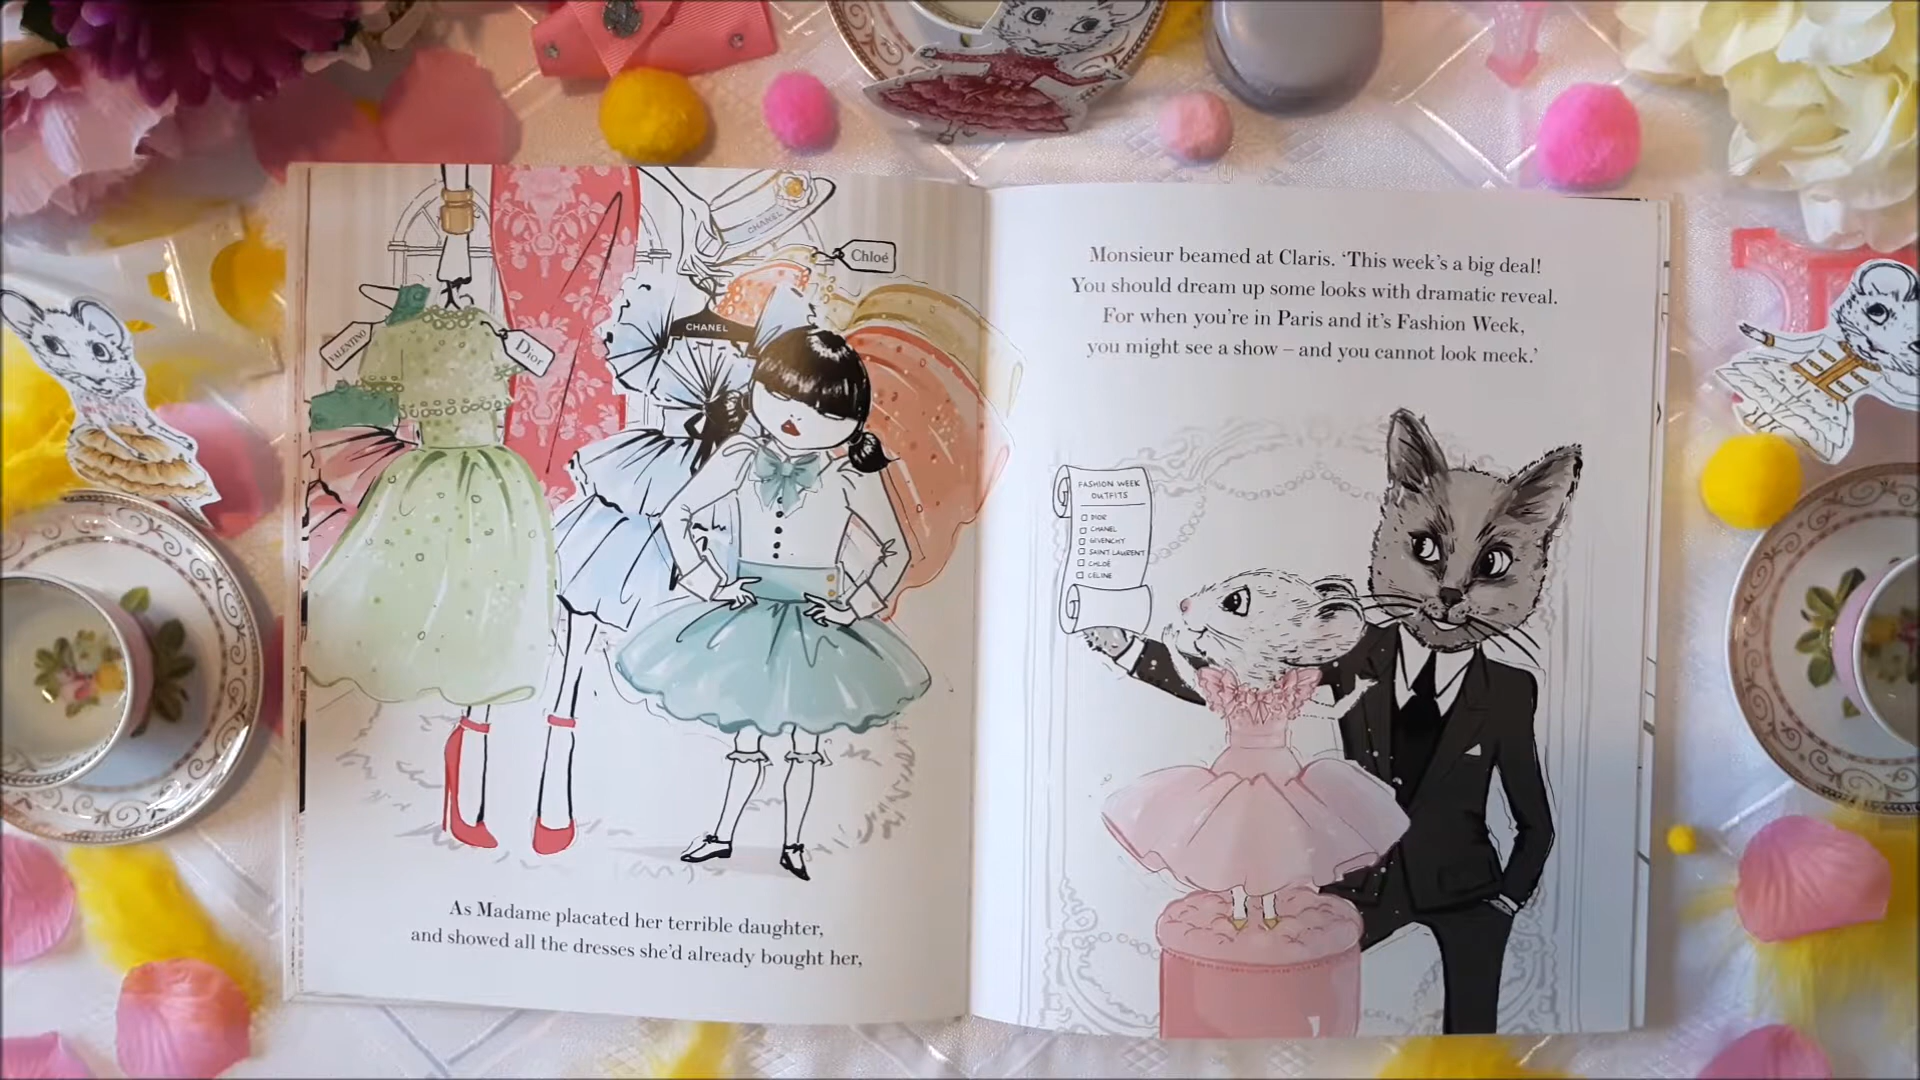 CHANEL
Chloé
VALENTINO
Dior
CHANEL
As Madame placated her terrible daughter,
and showed all the dresses she'd already bought her,
Monsieur beamed at Claris. ‘This week's a big deal!
You should dream up some looks with dramatic reveal.
For when you're in Paris and it's Fashion Week,
you might see a show – and you cannot look meek.’
FASHION WEEK
OUTFITS
DIOR
CHANEL
GIVENCHY
SAINT LAURENT
CHLOÉ
CELINE